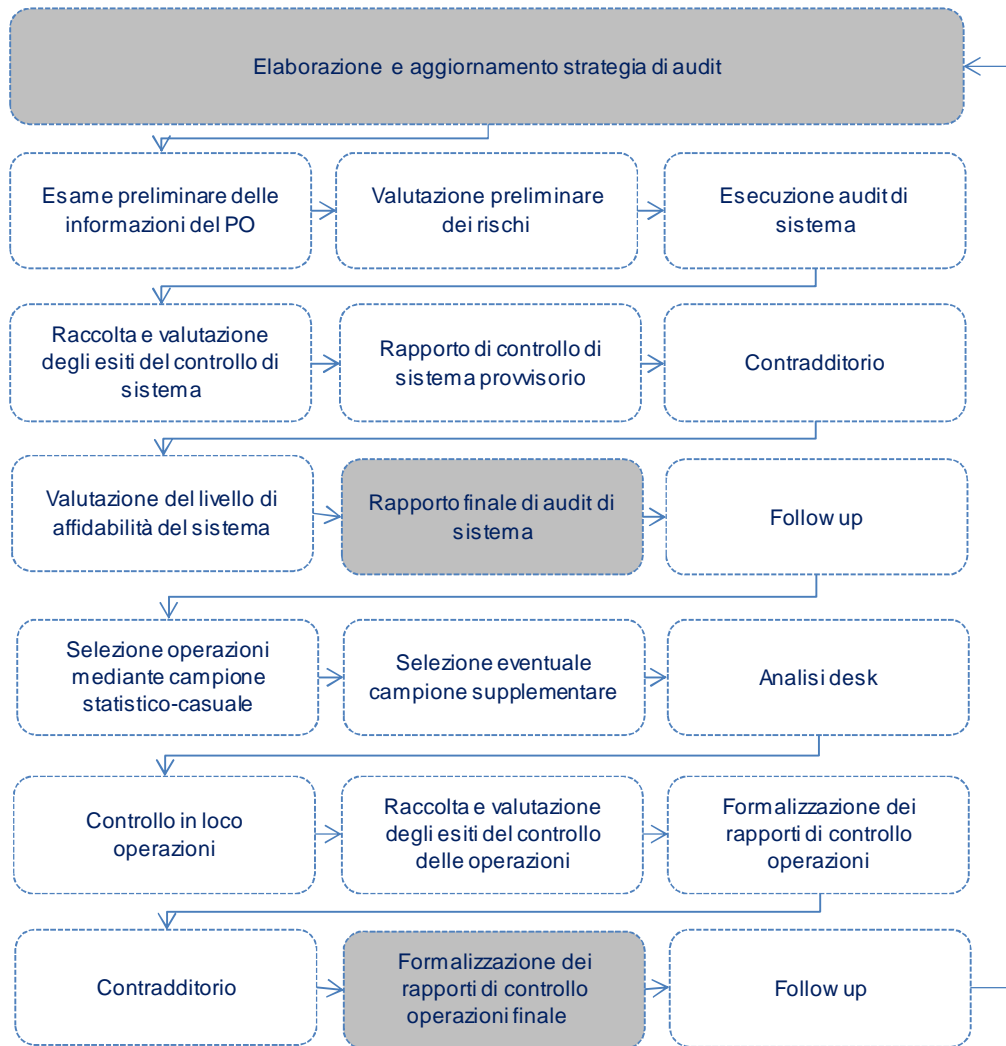 Elaborazione e aggiornamento strategia di audit
Esame preliminare delle
informazioni del PO
Valutazione preliminare
dei rischi
Esecuzione audit di
sistema
Raccolta e valutazione
degli esiti del controllo di
sistema
Rapporto di controllo di
sistema provvisorio
Contradditorio
Valutazione del livello di
affidabilità del sistema
Rapporto finale di audit di
sistema
Follow up
Selezione operazioni
mediante campione
statistico-casuale
Selezione eventuale
campione supplementare
Analisi desk
Controllo in loco
operazioni
Raccolta e valutazione
degli esiti del controllo
delle operazioni
Formalizzazione dei
rapporti di controllo
operazioni
Contradditorio
Formalizzazione dei
rapporti di controllo
operazioni finale
Follow up